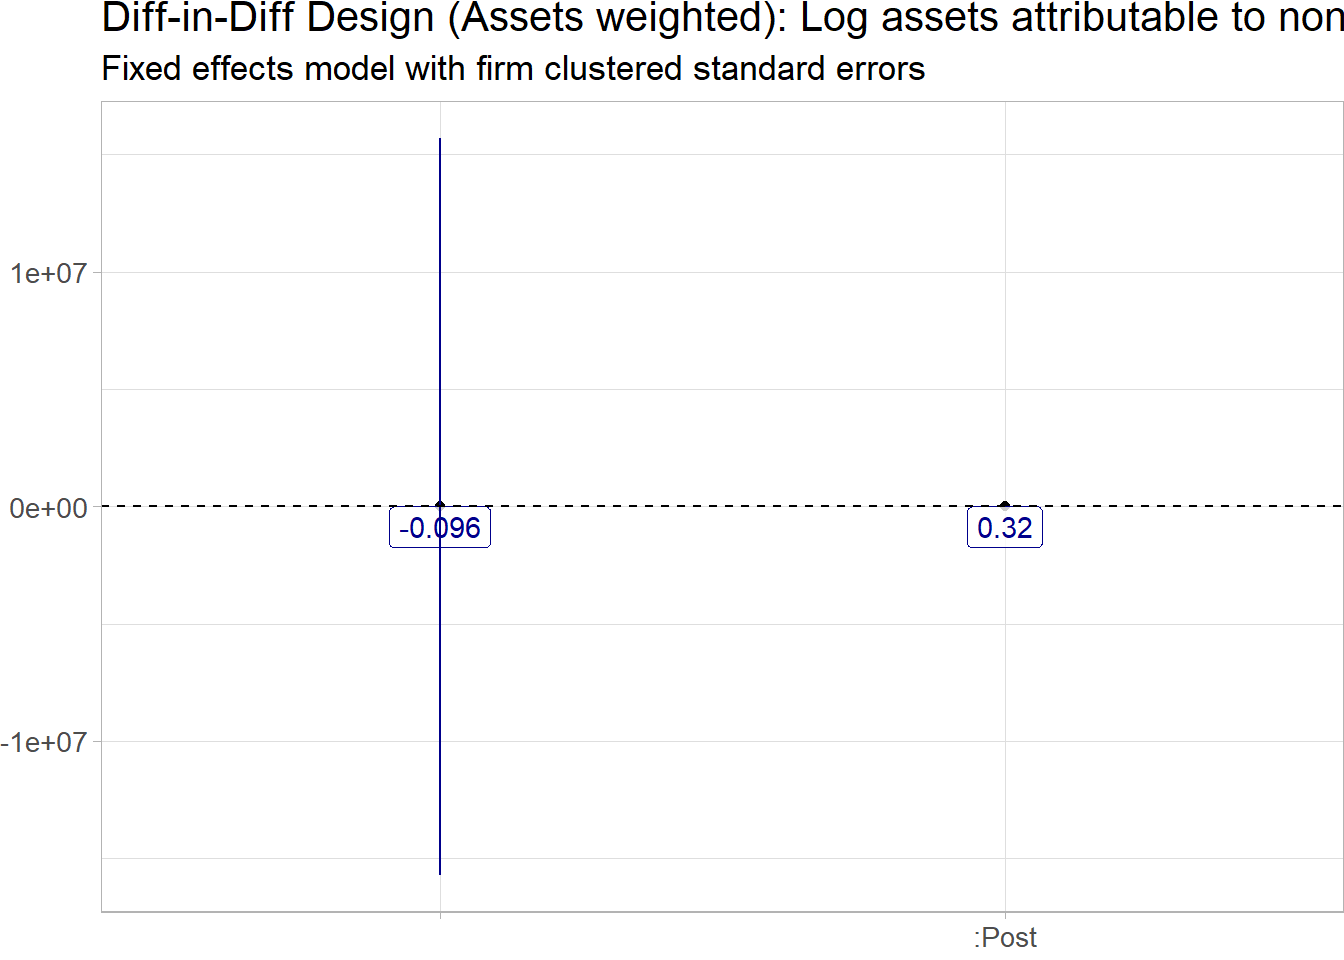 Diff-in-Diff Design (Assets weighted): Log assets attributable to non
Fixed effects model with firm clustered standard errors
1e+07
0e+00
-0.096
0.32
-1e+07
:Post